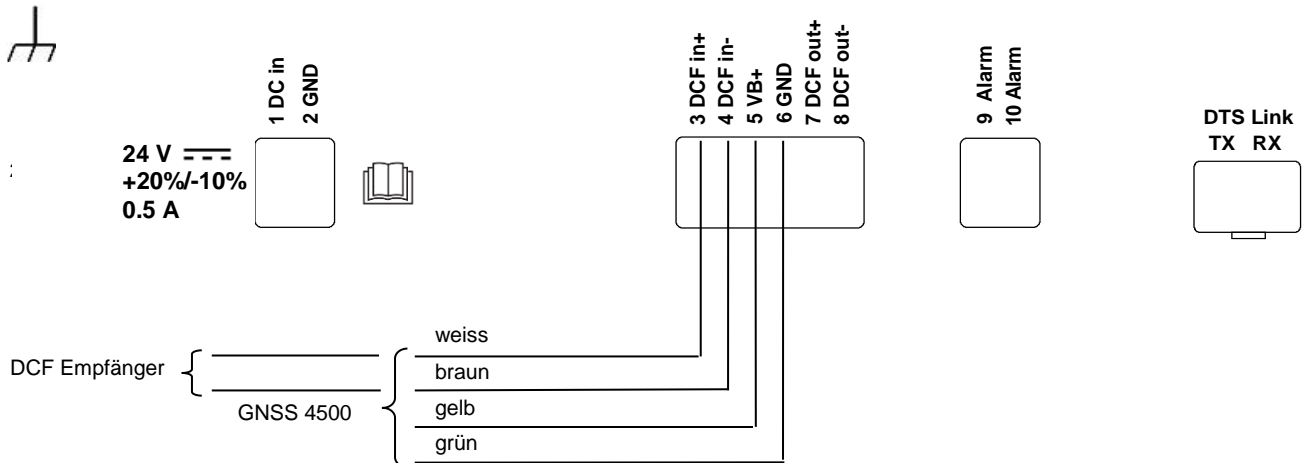 1 DC in
2 GND
3 DCF in+
4 DCF in-
5 VB+
6 GND
7 DCF out+
8 DCF out-
9 Alarm
10 Alarm
DTS Link
TX RX
24 V
+20%/-10%
0.5 A
weiss
DCF Empfänger
braun
GNSS 4500
gelb
grün